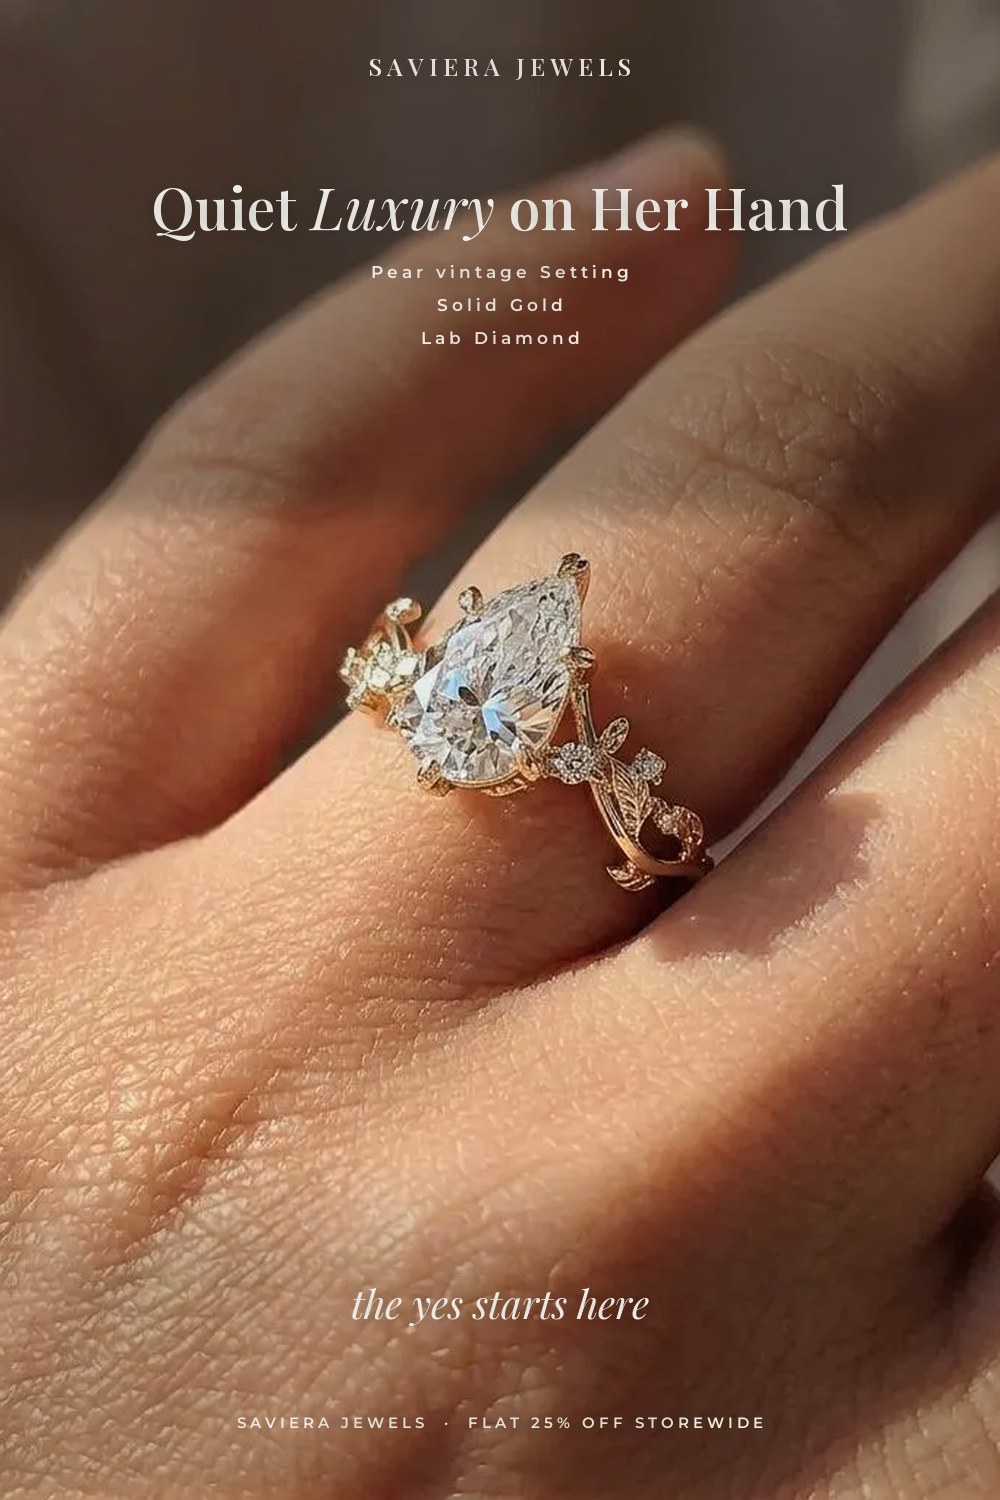 SAVIERA JEWELS
Quiet Luxury on Her Hand
Pear vintage Setting
Solid Gold
Lab Diamond
the yes starts here
SAVIERA JEWELS · FLAT 25% OFF STOREWIDE